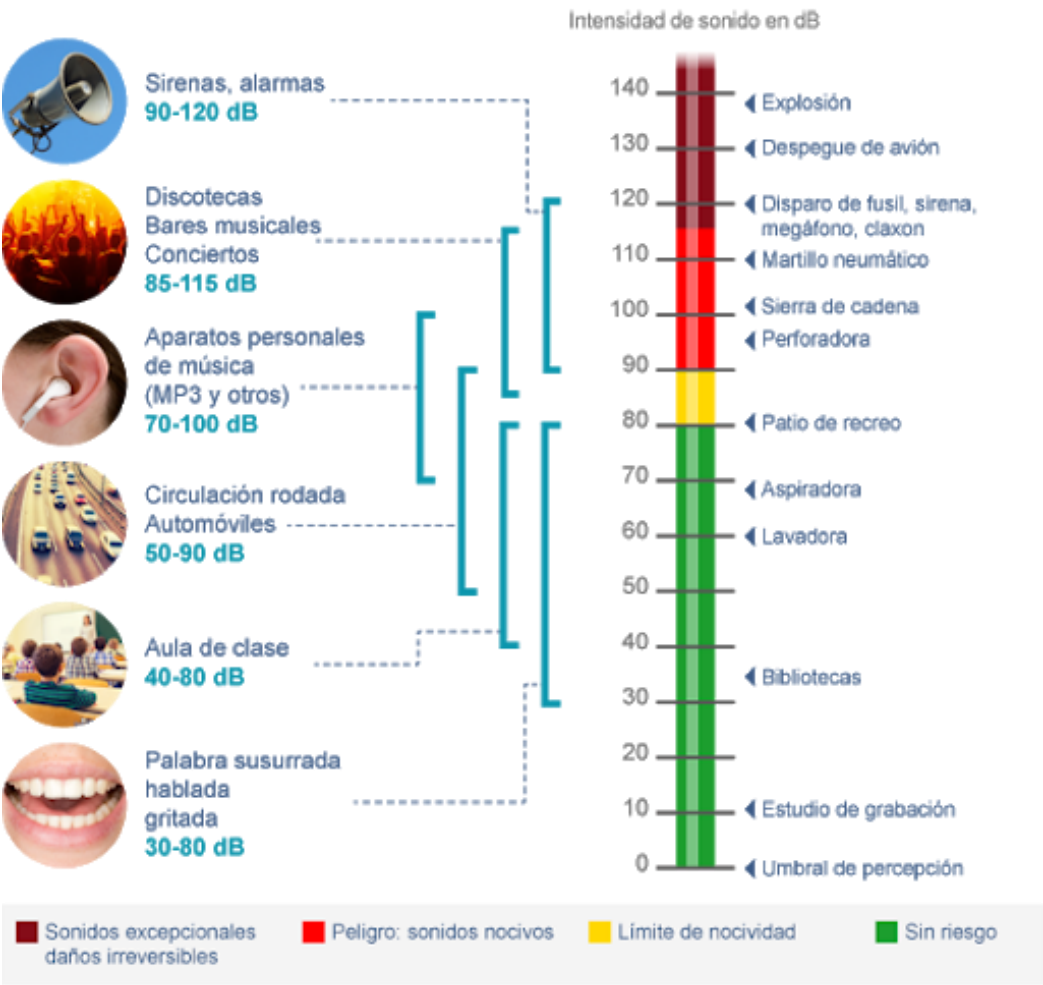 Intensidad de sonido en dB
Sirenas, alarmas
90-120 dB
Discotecas
Bares musicales
Conciertos
85-115 dB
Aparatos personales
de música
(MP3 y otros)
70-100 dB
Circulación rodada
Automóviles
50-90 dB
Aula de clase
40-80 dB
Palabra susurrada
hablada
gritada
30-80 dB
140
130
120
110
100
90
80
70
60
50
40
30
20
10
0
Explosión
Despegue de avión
Disparo de fusil, sirena,
megáfono, claxon
Martillo neumático
Sierra de cadena
Perforadora
Patio de recreo
Aspiradora
Lavadora
Bibliotecas
Estudio de grabación
Umbral de percepción
Sonidos excepcionales
daños irreversibles
Peligro: sonidos nocivos
Límite de nocividad
Sin riesgo